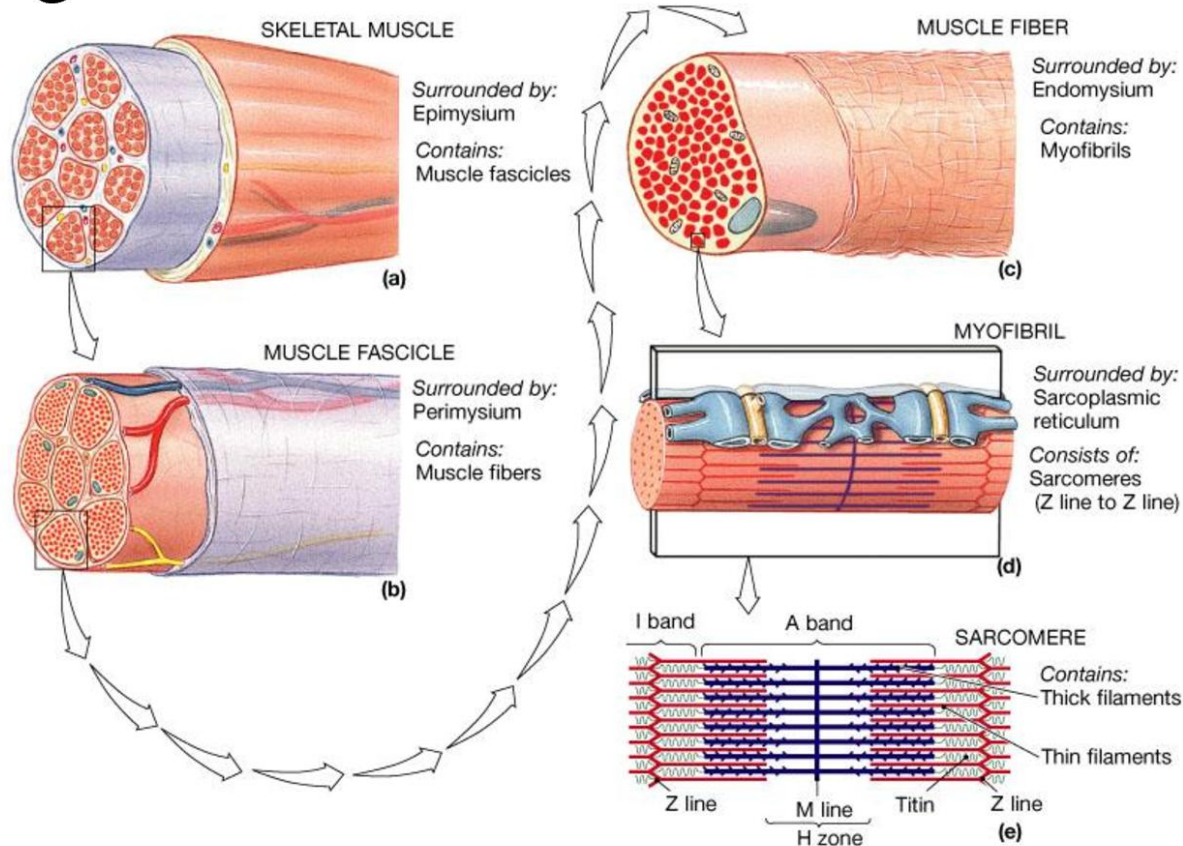 SKELETAL MUSCLE
Surrounded by:
Epimysium
Contains:
Muscle fascicles
(a)
MUSCLE FASCICLE
Surrounded by:
Perimysium
Contains:
Muscle fibers
(b)
MUSCLE FIBER
Surrounded by:
Endomysium
Contains:
Myofibrils
(c)
MYOFIBRIL
Surrounded by:
Sarcoplasmic
reticulum
Consists of:
Sarcomeres
(Z line to Z line)
(d)
I band
A band
SARCOMERE
Contains:
Thick filaments
Thin filaments
Z line
M line
Titin
Z line
H zone
(e)